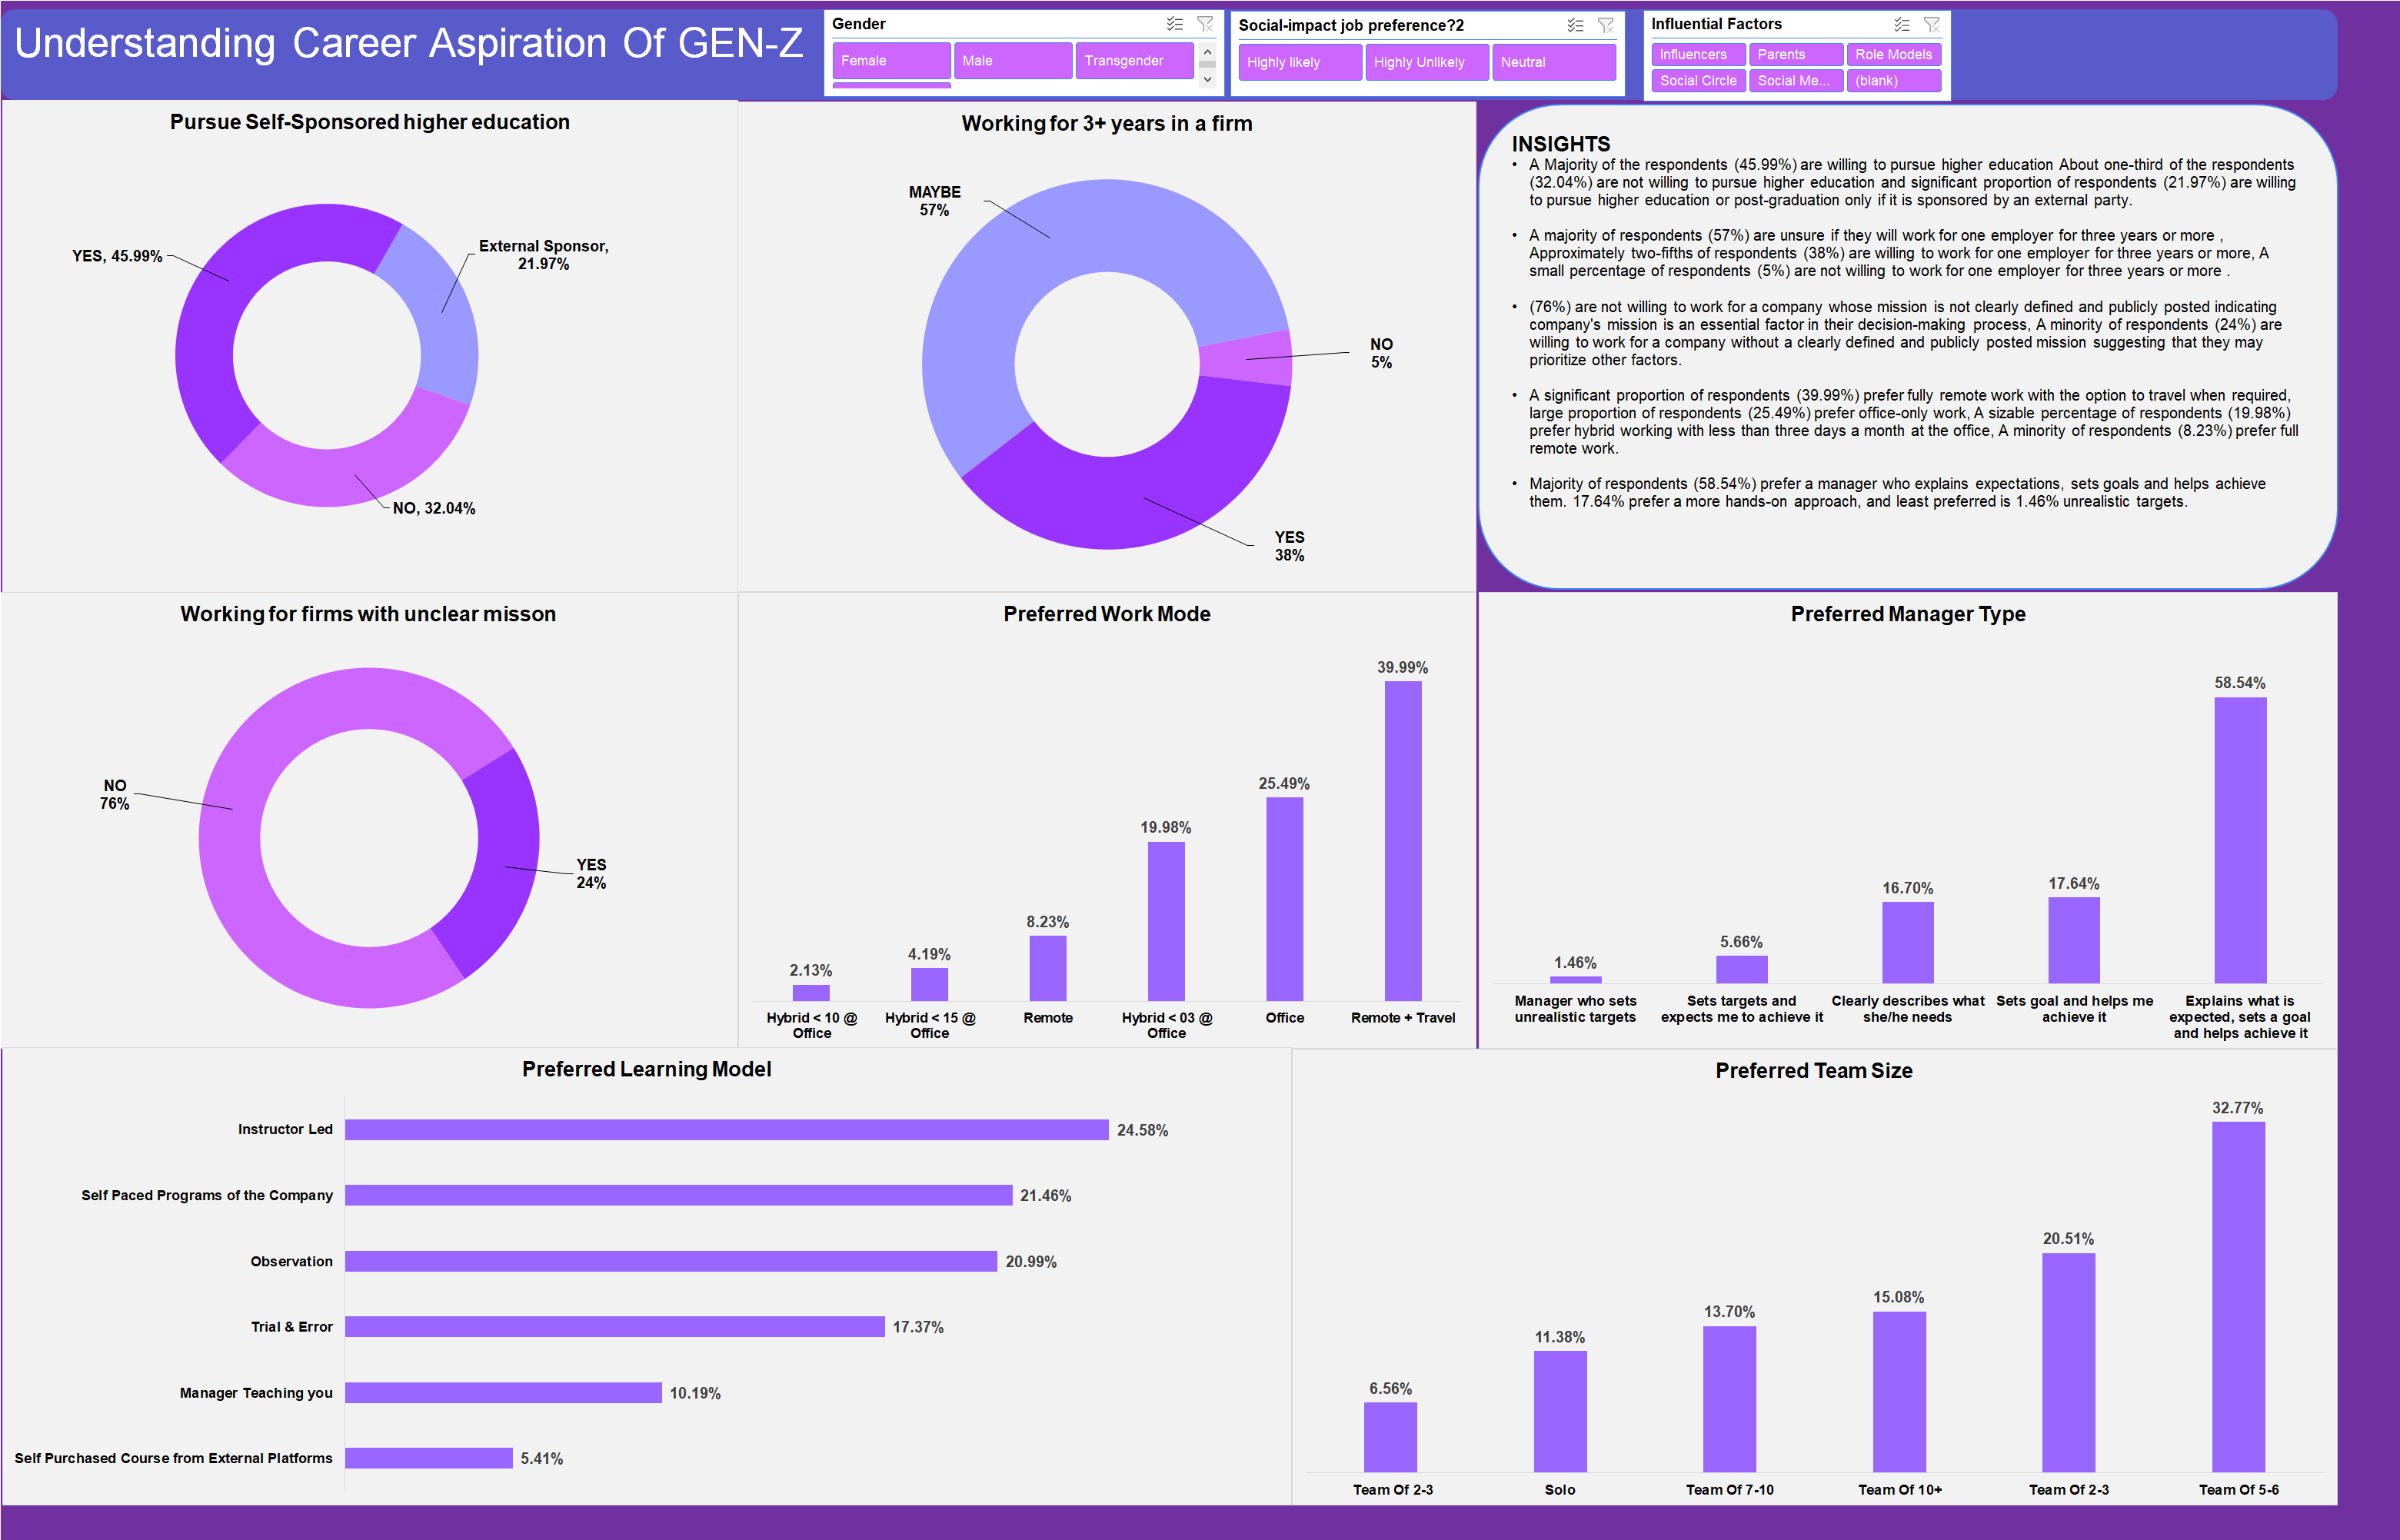 Understanding Career Aspiration Of GEN-Z
Gender
Female
Male
Transgender
Social-impact job preference?2
Highly likely
Highly Unlikely
Neutral
Influential Factors
Influencers
Parents
Role Models
Social Circle
Social Me...
(blank)
Pursue Self-Sponsored higher education
YES, 45.99%
External Sponsor,
21.97%
NO, 32.04%
Working for 3+ years in a firm
MAYBE
57%
NO
5%
YES
38%
INSIGHTS
• A Majority of the respondents (45.99%) are willing to pursue higher education About one-third of the respondents
(32.04%) are not willing to pursue higher education and significant proportion of respondents (21.97%) are willing
to pursue higher education or post-graduation only if it is sponsored by an external party.
• A majority of respondents (57%) are unsure if they will work for one employer for three years or more ,
Approximately two-fifths of respondents (38%) are willing to work for one employer for three years or more, A
small percentage of respondents (5%) are not willing to work for one employer for three years or more .
• (76%) are not willing to work for a company whose mission is not clearly defined and publicly posted indicating
company's mission is an essential factor in their decision-making process, A minority of respondents (24%) are
willing to work for a company without a clearly defined and publicly posted mission suggesting that they may
prioritize other factors.
• A significant proportion of respondents (39.99%) prefer fully remote work with the option to travel when required,
large proportion of respondents (25.49%) prefer office-only work, A sizable percentage of respondents (19.98%)
prefer hybrid working with less than three days a month at the office, A minority of respondents (8.23%) prefer full
remote work.
• Majority of respondents (58.54%) prefer a manager who explains expectations, sets goals and helps achieve
them. 17.64% prefer a more hands-on approach, and least preferred is 1.46% unrealistic targets.
Working for firms with unclear misson
NO
76%
YES
24%
Preferred Work Mode
2.13%
4.19%
8.23%
19.98%
25.49%
39.99%
Hybrid < 10 @
Office
Hybrid < 15 @
Office
Remote
Hybrid < 03 @
Office
Office
Remote + Travel
Preferred Manager Type
1.46%
5.66%
16.70%
17.64%
58.54%
Manager who sets
unrealistic targets
Sets targets and
expects me to achieve it
Clearly describes what
she/he needs
Sets goal and helps me
achieve it
Explains what is
expected, sets a goal
and helps achieve it
Preferred Learning Model
Instructor Led
24.58%
Self Paced Programs of the Company
21.46%
Observation
20.99%
Trial & Error
17.37%
Manager Teaching you
10.19%
Self Purchased Course from External Platforms
5.41%
Preferred Team Size
6.56%
11.38%
13.70%
15.08%
20.51%
32.77%
Team Of 2-3
Solo
Team Of 7-10
Team Of 10+
Team Of 2-3
Team Of 5-6